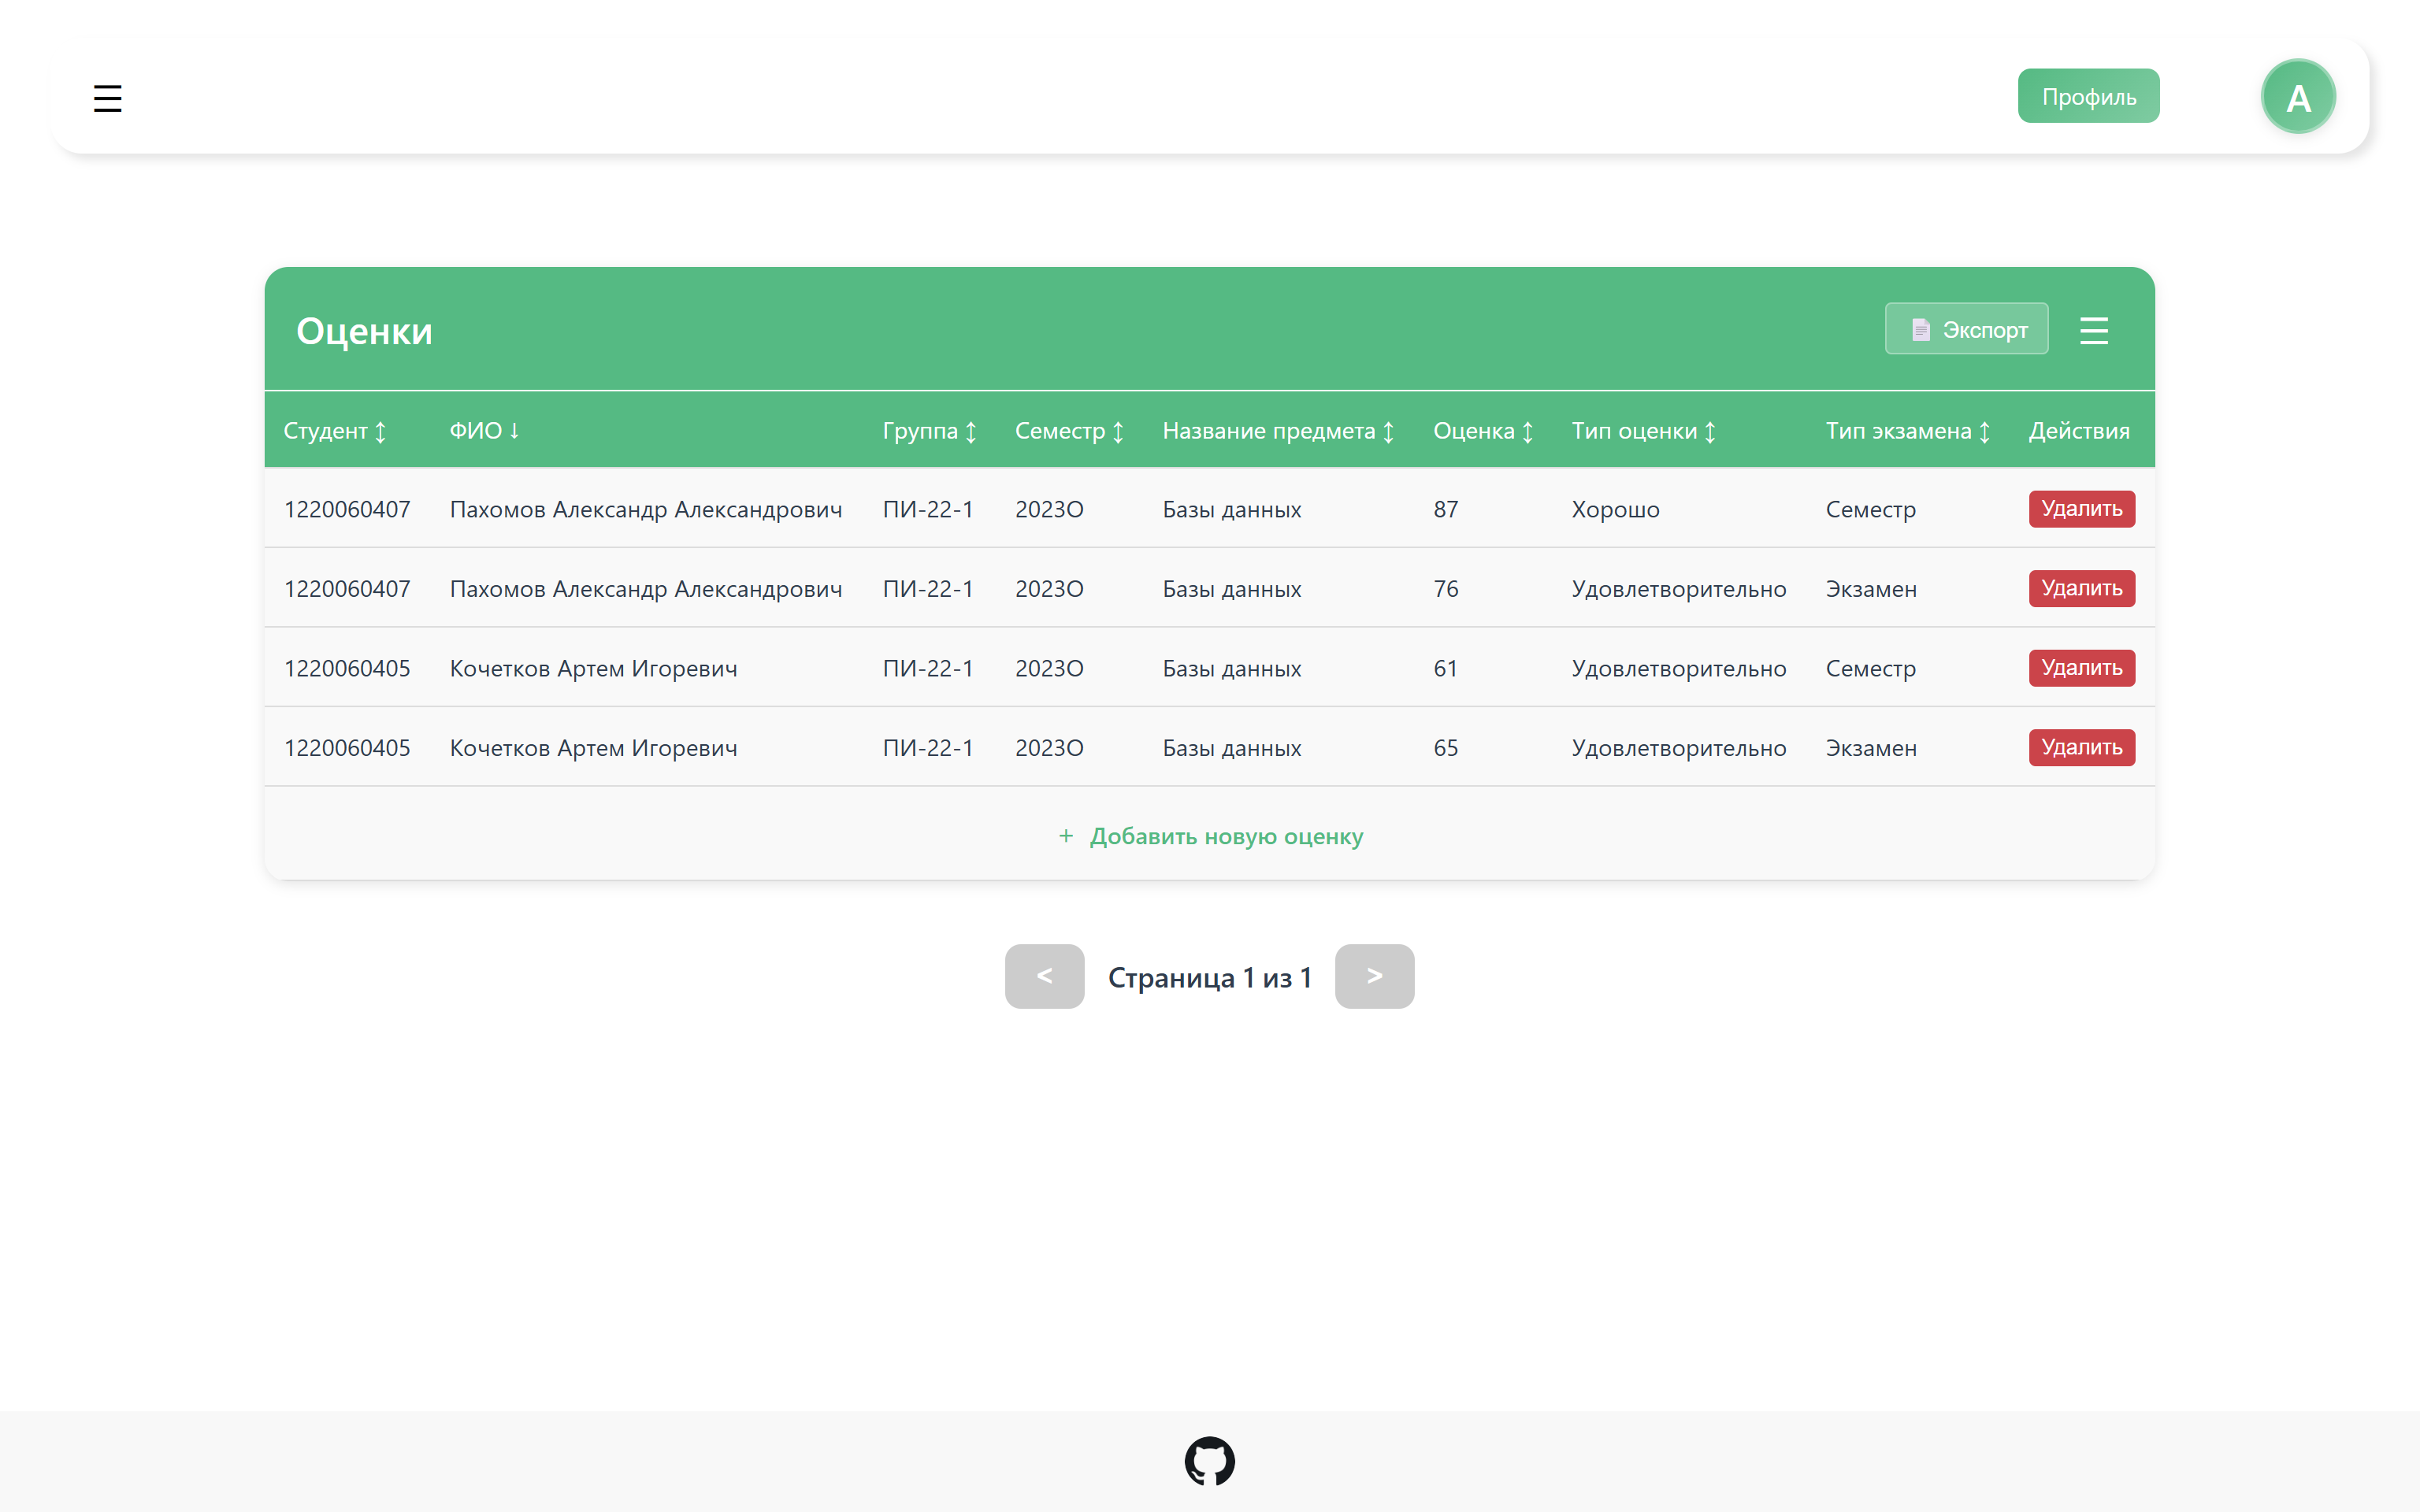 ☰ Профиль А
Оценки Экспорт ☰
Студент ↕ ФИО ↓ Группа ↕ Семестр ↕ Название предмета ↕ Оценка ↕ Тип оценки ↕ Тип экзамена ↕ Действия
1220060407 Пахомов Александр Александрович ПИ-22-1 2023О Базы данных 87 Хорошо Семестр Удалить
1220060407 Пахомов Александр Александрович ПИ-22-1 2023О Базы данных 76 Удовлетворительно Экзамен Удалить
1220060405 Кочетков Артем Игоревич ПИ-22-1 2023О Базы данных 61 Удовлетворительно Семестр Удалить
1220060405 Кочетков Артем Игоревич ПИ-22-1 2023О Базы данных 65 Удовлетворительно Экзамен Удалить
+ Добавить новую оценку
< Страница 1 из 1 >